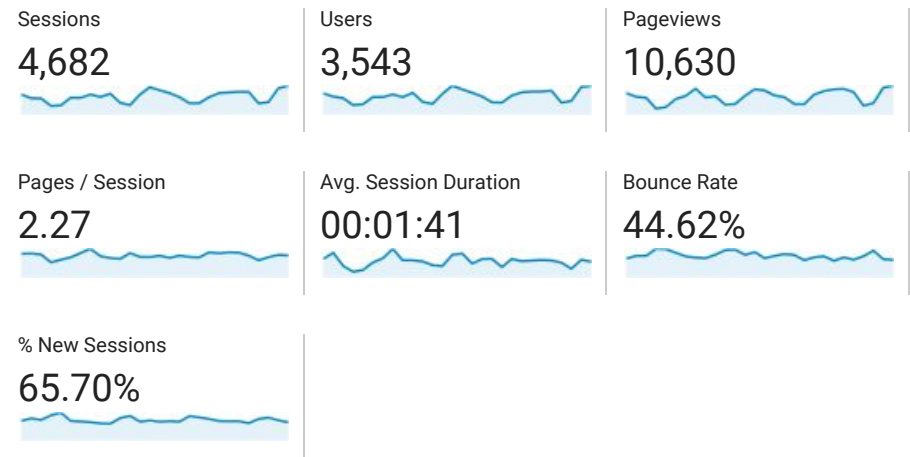 Sessions
4,682
Users
3,543
Pageviews
10,630
Pages / Session
2.27
Avg. Session Duration
00:01:41
Bounce Rate
44.62%
% New Sessions
65.70%